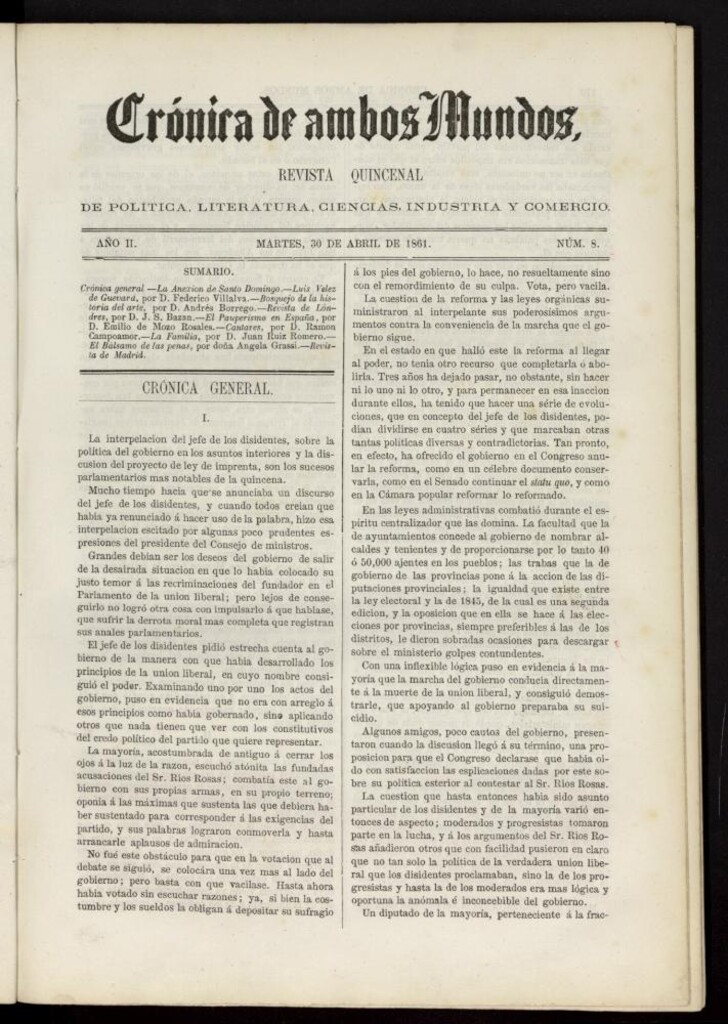 Crónica de ambos Mundos,
REVISTA QUINCENAL
DE POLITICA, LITERATURA, CIENCIAS, INDUSTRIA Y COMERCIO.
AÑO II. MARTES, 30 DE ABRIL DE 1861. NÚM. 8.
SUMARIO.
Crónica general.—La Anexion de Santo Domingo.—Luis Velez
de Guevara, por D. Federico Villalva.—Bosquejo de la his-
toria del arte, por D. Andrés Borrego.—Revista de Lón-
dres, por D. J. S. Bazan.—El Pauperismo en España, por
D. Emilio de Mozo Rosales.—Cantares, por D. Ramon
Campoamor.—La Familia, por D. Juan Ruiz Romero.—
El Bálsamo de las penas, por doña Angela Grassi.—Revis-
ta de Madrid.
CRÓNICA GENERAL.
I.
La interpelacion del jefe de los disidentes, sobre la
política del gobierno en los asuntos interiores y la dis-
cusion del proyecto de ley de imprenta, son los sucesos
parlamentarios mas notables de la quincena.
Mucho tiempo hacia que se anunciaba un discurso
del jefe de los disidentes, y cuando todos creian que
habia ya renunciado á hacer uso de la palabra, hizo esa
interpelacion escitado por algunas poco prudentes es-
presiones del presidente del Consejo de ministros.
Grandes debian ser los deseos del gobierno de salir
de la desairada situacion en que lo habia colocado su
justo temor á las recriminaciones del fundador en el
Parlamento de la union liberal; pero lejos de conse-
guirlo no logró otra cosa con impulsarlo á que hablase,
que sufrir la derrota moral mas completa que registran
sus anales parlamentarios.
El jefe de los disidentes pidió estrecha cuenta al go-
bierno de la manera con que habia desarrollado los
principios de la union liberal, en cuyo nombre consi-
guió el poder. Examinando uno por uno los actos del
gobierno, puso en evidencia que no era con arreglo á
esos principios como habia gobernado, sino aplicando
otros que nada tienen que ver con los constitutivos
del credo político del partido que quiere representar.
La mayoría, acostumbrada de antiguo á cerrar los
ojos á la luz de la razon, escuchó atónita las fundadas
acusaciones del Sr. Rios Rosas; combatía este al go-
bierno con sus propias armas, en su propio terreno;
oponia á las máximas que sustenta las que debiera ha-
ber sustentado para corresponder á las exigencias del
partido, y sus palabras lograron conmoverla y hasta
arrancarle aplausos de admiracion.
No fué este obstáculo para que en la votacion que al
debate se siguió, se colocára una vez mas al lado del
gobierno; pero basta con que vacilase. Hasta ahora
habia votado sin escuchar razones; ya, si bien la cos-
tumbre y los sueldos la obligan á depositar su sufragio
á los pies del gobierno, lo hace, no resueltamente sino
con el remordimiento de su culpa. Vota, pero vacila.
La cuestion de la reforma y las leyes orgánicas su-
ministraron al interpelante sus poderosísimos argu-
mentos contra la conveniencia de la marcha que el go-
bierno sigue.
En el estado en que halló este la reforma al llegar
al poder, no tenia otro recurso que completarla ó abo-
lirla. Tres años ha dejado pasar, no obstante, sin hacer
ni lo uno ni lo otro, y para permanecer en esa inaccion
durante ellos, ha tenido que hacer una série de evolu-
ciones, que en concepto del jefe de los disidentes, po-
dian dividirse en cuatro séries y que marcaban otras
tantas políticas diversas y contradictorias. Tan pronto,
en efecto, ha ofrecido el gobierno en el Congreso anu-
lar la reforma, como en un célebre documento conser-
varla, como en el Senado continuar el statu quo, y como
en la Cámara popular reformar lo reformado.
En las leyes administrativas combatió durante el es-
píritu centralizador que las domina. La facultad que la
de ayuntamientos concede al gobierno de nombrar al-
caldes y tenientes y de proporcionarse por lo tanto 40
ó 50,000 ajentes en los pueblos; las trabas que la de
gobierno de las provincias pone á la accion de las di-
putaciones provinciales; la igualdad que existe entre
la ley electoral y la de 1845, de la cual es una segunda
edicion, y la oposicion que en ella se hace á las elec-
ciones por provincias, siempre preferibles á las de los
distritos, le dieron sobradas ocasiones para descargar
sobre el ministerio golpes contundentes.
Con una inflexible lógica puso en evidencia á la ma-
yoría que la marcha del gobierno conducia directamen-
te á la muerte de la union liberal, y consiguió demos-
trarle, que apoyando al gobierno preparaba su sui-
cidio.
Algunos amigos, poco cautos del gobierno, presen-
taron cuando la discusion llegó á su término, una pro-
posicion para que el Congreso declarase que habia oi-
do con satisfaccion las esplicaciones dadas por este so-
bre su política esterior al contestar al Sr. Rios Rosas.
La cuestion que hasta entonces habia sido asunto
particular de los disidentes y de la mayoría varió en-
tonces de aspecto; moderados y progresistas tomaron
parte en la lucha, y á los argumentos del Sr. Rios Ro-
sas añadieron otros que con facilidad pusieron en claro
que no tan solo la política de la verdadera union libe-
ral que los disidentes proclamaban, sino la de los pro-
gresistas y hasta la de los moderados era mas lógica y
oportuna la anómala é inconcebible del gobierno.
Un diputado de la mayoría, perteneciente á la frac-